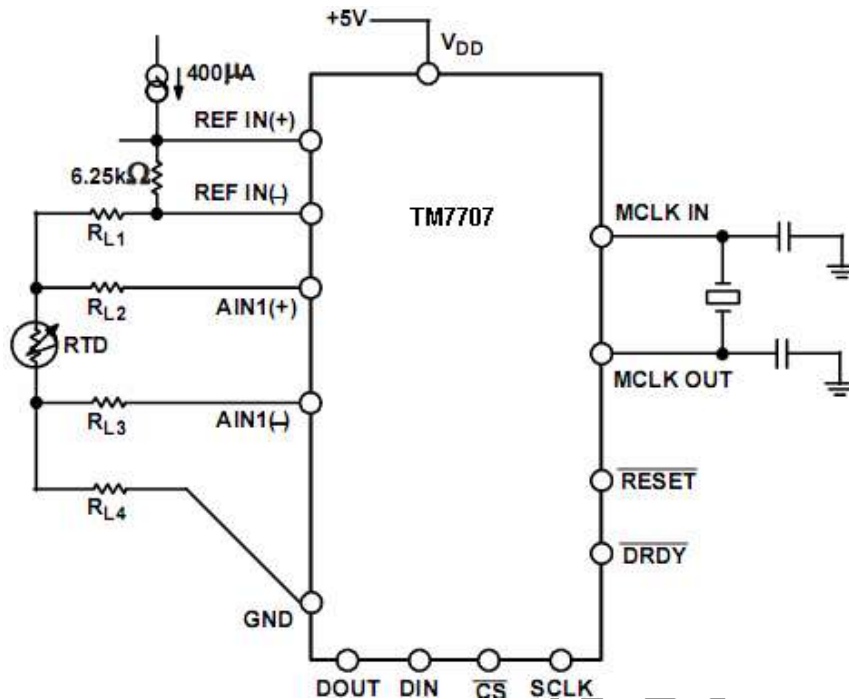 +5V
VDD
400μA
REF IN(+)
6.25kΩ
REF IN(-)
TM7707
MCLK IN
RL1
RL2
AIN1(+)
RTD
MCLK OUT
RL3
AIN1(-)
RESET
RL4
DRDY
GND
DOUT DIN CS SCLK